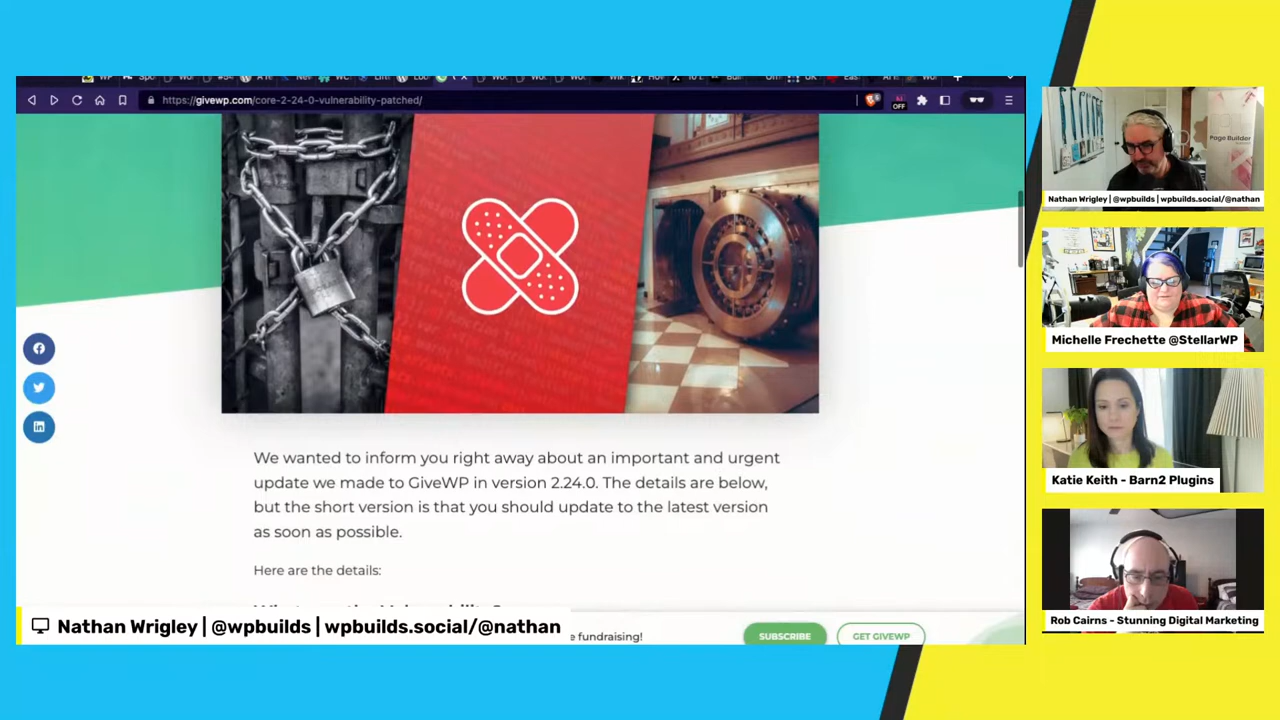 https://givewp.com/core-2-24-0-vulnerability-patched/
OFF
We wanted to inform you right away about an important and urgent
update we made to GiveWP in version 2.24.0. The details are below,
but the short version is that you should update to the latest version
as soon as possible.
Here are the details:
e fundraising!
SUBSCRIBE
GET GIVEWP
Nathan Wrigley | @wpbuilds | wpbuilds.social/@nathan
Page Builder
Nathan Wrigley | @wpbuilds | wpbuilds.social/@nathan
Michelle Frechette @StellarWP
Katie Keith - Barn2 Plugins
Rob Cairns - Stunning Digital Marketing